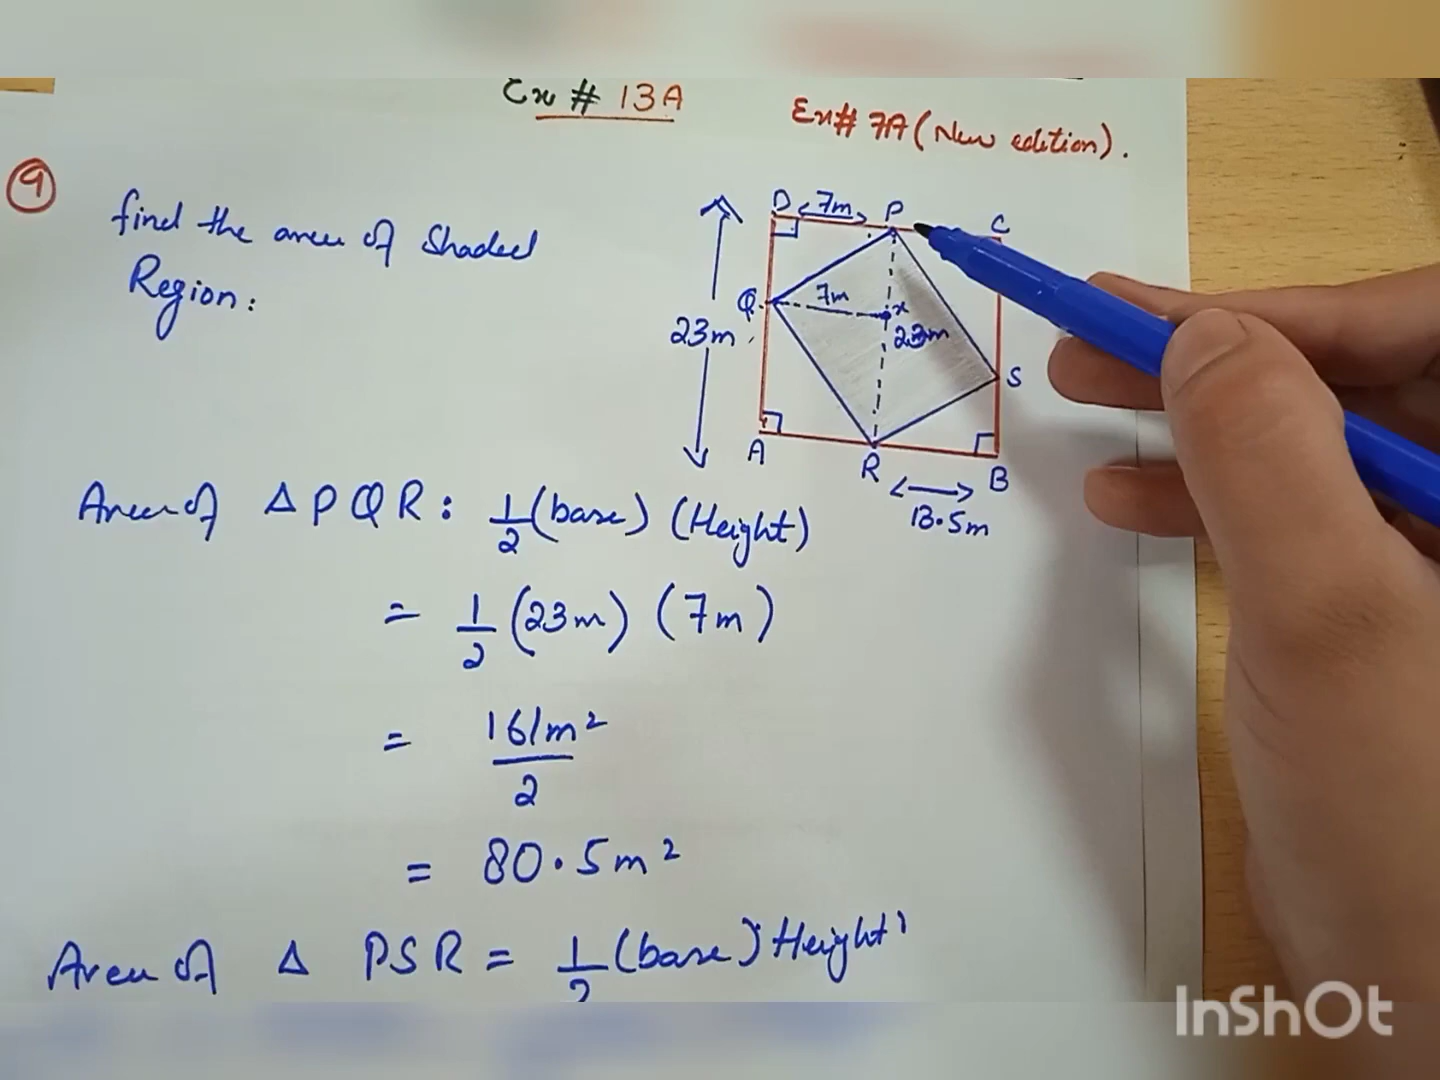 Ex # 13A
Ex# 7A (New edition).
9
find the area of Shaded
Region:
D 7m P C
Q 7m x
23m
23m
S
A R B
13.5m
Area of Δ PQR: 1/2 (base) (Height)
= 1/2 (23m) (7m)
= 161m²/2
= 80.5m²
Area of Δ PSR = 1/2 (base) Height
InShOt